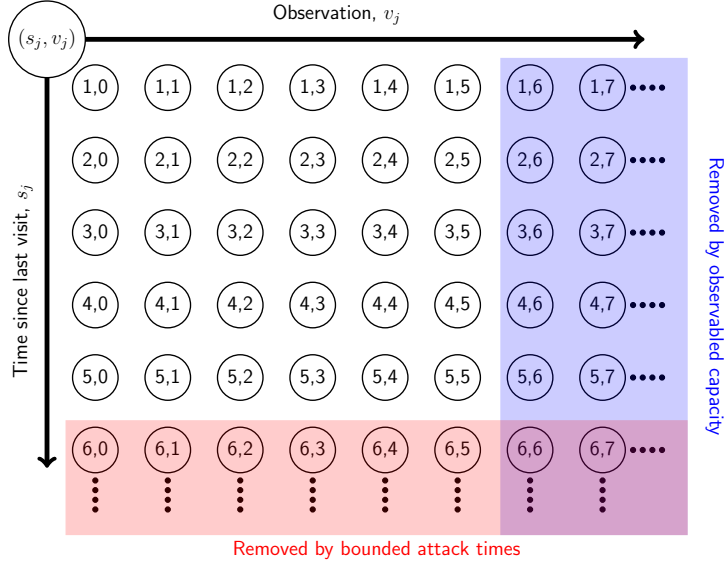 Observation, v_j
(s_j, v_j)
1,0 1,1 1,2 1,3 1,4 1,5 1,6 1,7
2,0 2,1 2,2 2,3 2,4 2,5 2,6 2,7
3,0 3,1 3,2 3,3 3,4 3,5 3,6 3,7
4,0 4,1 4,2 4,3 4,4 4,5 4,6 4,7
5,0 5,1 5,2 5,3 5,4 5,5 5,6 5,7
6,0 6,1 6,2 6,3 6,4 6,5 6,6 6,7
Time since last visit, s_j
Removed by observabled capacity
Removed by bounded attack times